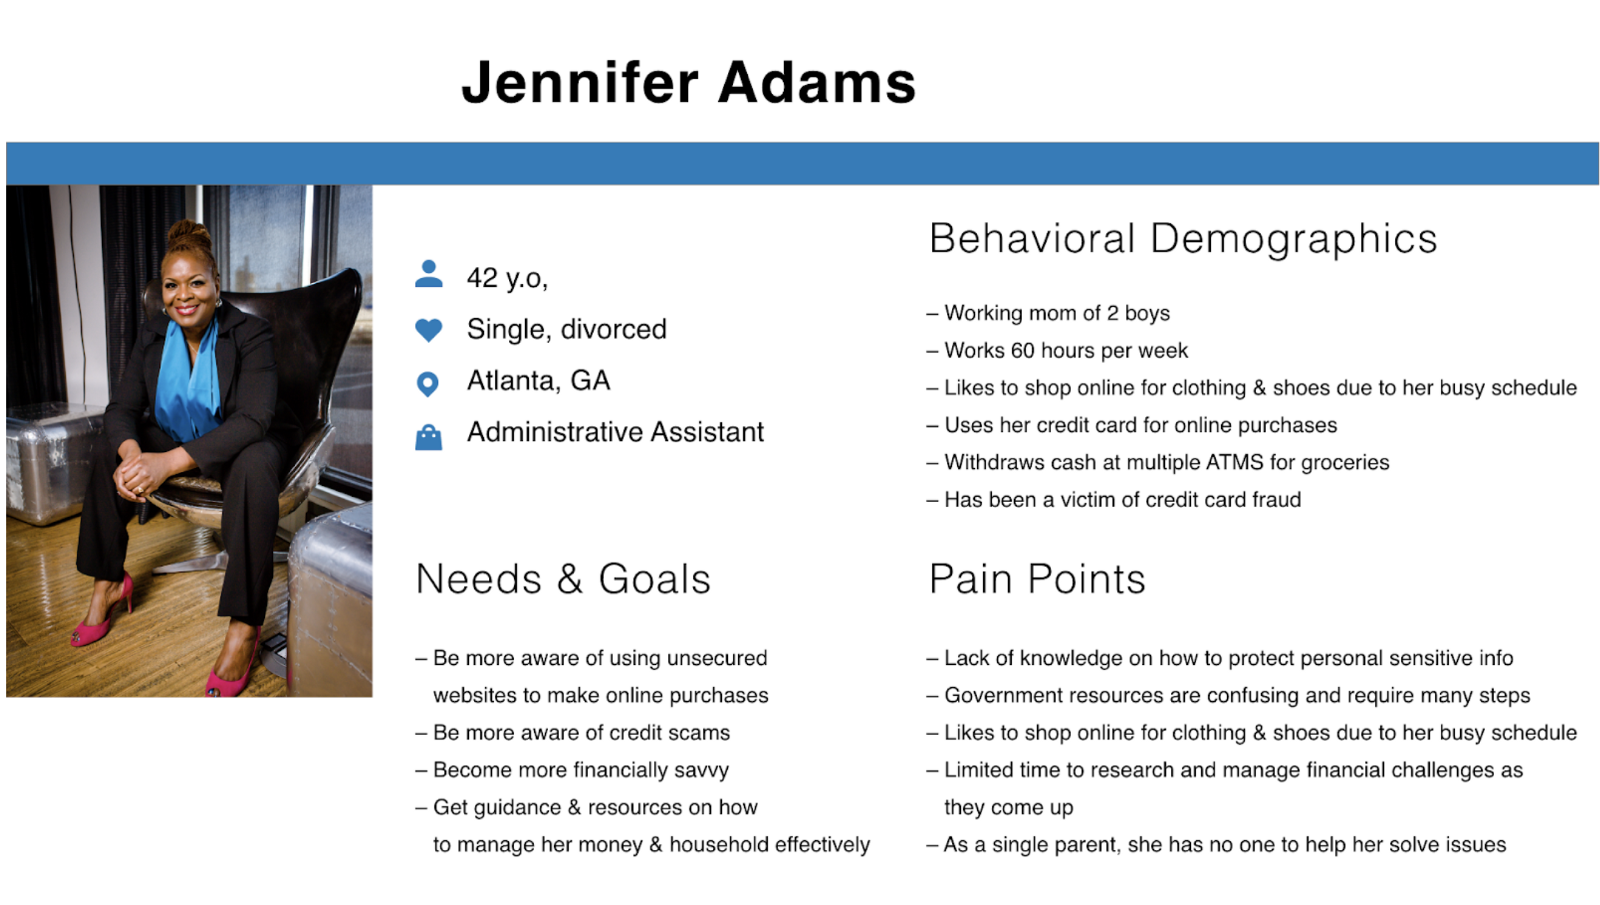 Jennifer Adams
42 y.o,
Single, divorced
Atlanta, GA
Administrative Assistant
Behavioral Demographics
– Working mom of 2 boys
– Works 60 hours per week
– Likes to shop online for clothing & shoes due to her busy schedule
– Uses her credit card for online purchases
– Withdraws cash at multiple ATMS for groceries
– Has been a victim of credit card fraud
Needs & Goals
– Be more aware of using unsecured
websites to make online purchases
– Be more aware of credit scams
– Become more financially savvy
– Get guidance & resources on how
to manage her money & household effectively
Pain Points
– Lack of knowledge on how to protect personal sensitive info
– Government resources are confusing and require many steps
– Likes to shop online for clothing & shoes due to her busy schedule
– Limited time to research and manage financial challenges as
they come up
– As a single parent, she has no one to help her solve issues